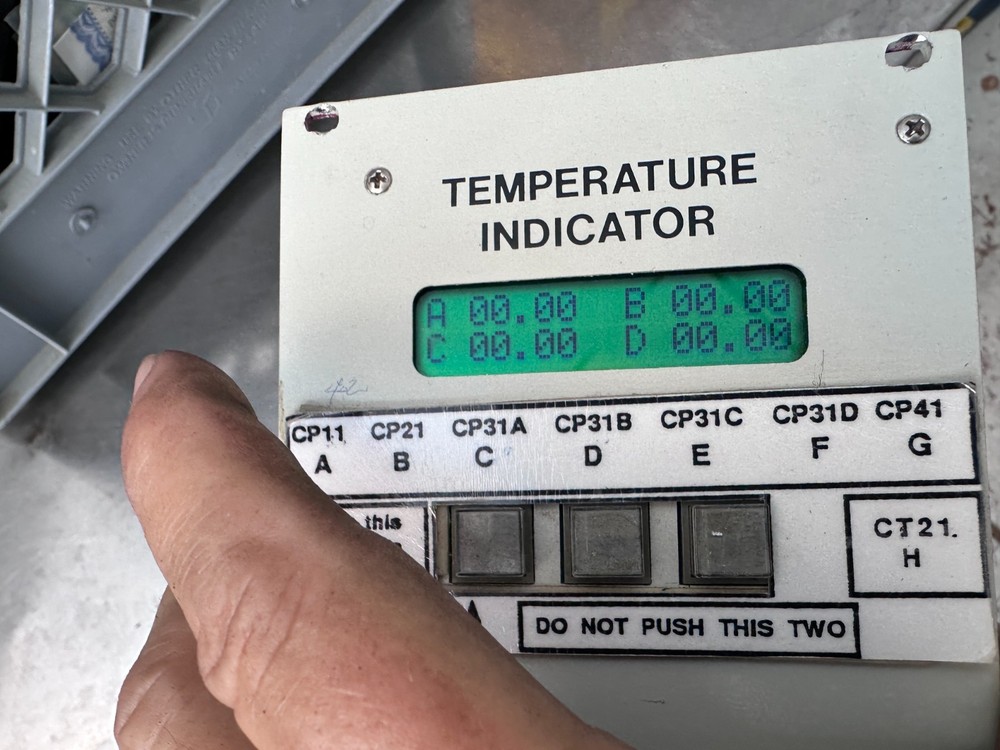 TEMPERATURE
INDICATOR
A 00.00 B 00.00
C 00.00 D 00.00
CP11 CP21 CP31A CP31B CP31C CP31D CP41
A B C D E F G
this
CT21.
H
DO NOT PUSH THIS TWO